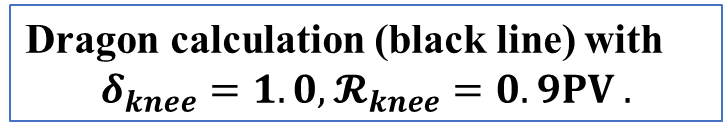 Dragon calculation (black line) with
δ_knee = 1.0, ℛ_knee = 0.9PV .